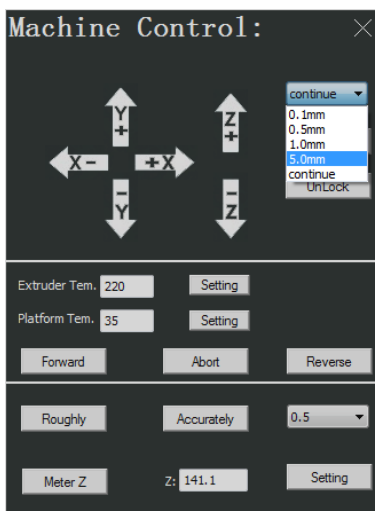 Machine Control:
continue
0.1mm
0.5mm
1.0mm
5.0mm
continue
UnLock
Y+
Z+
X-
+X
-Y
-Z
Extruder Tem. 220 Setting
Platform Tem. 35 Setting
Forward Abort Reverse
Roughly Accurately 0.5
Meter Z Z: 141.1 Setting